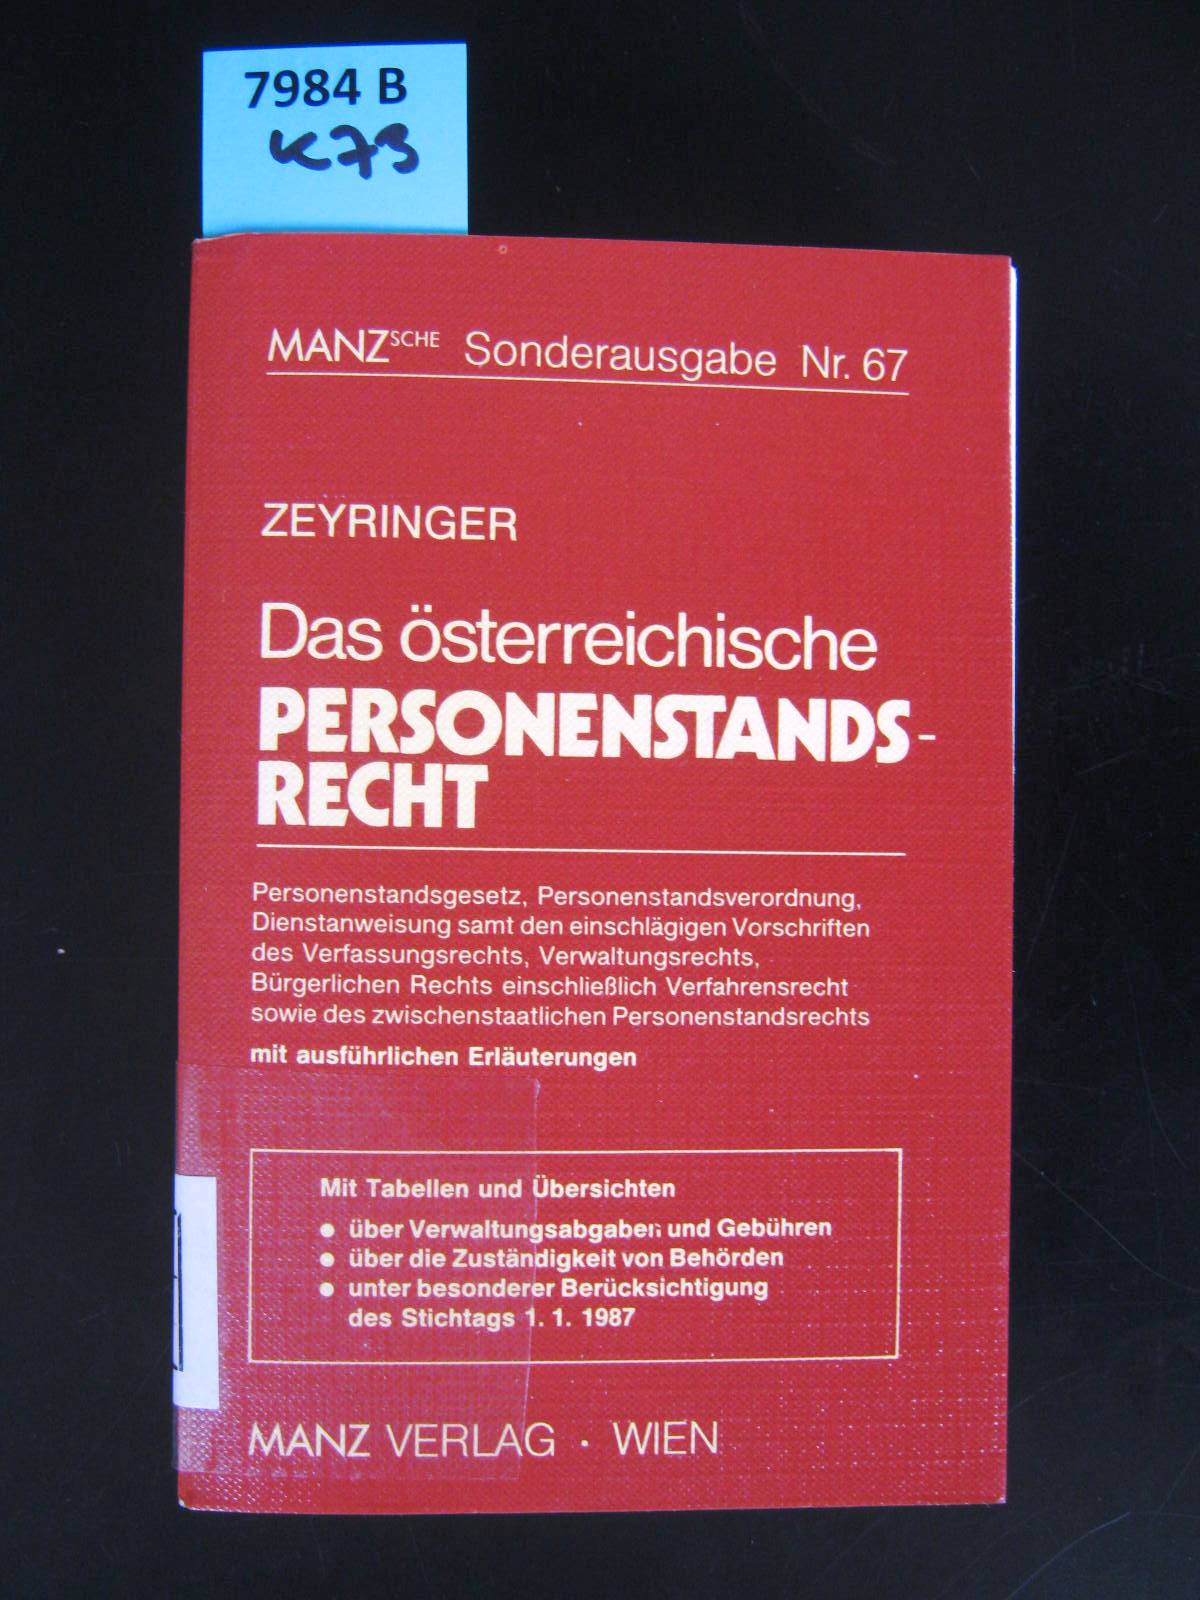 7984 B
K73
MANZSCHE Sonderausgabe Nr. 67
ZEYRINGER
Das österreichische
PERSONENSTANDS-
RECHT
Personenstandsgesetz, Personenstandsverordnung,
Dienstanweisung samt den einschlägigen Vorschriften
des Verfassungsrechts, Verwaltungsrechts,
Bürgerlichen Rechts einschließlich Verfahrensrecht
sowie des zwischenstaatlichen Personenstandsrechts
mit ausführlichen Erläuterungen
Mit Tabellen und Übersichten
● über Verwaltungsabgaben und Gebühren
● über die Zuständigkeit von Behörden
● unter besonderer Berücksichtigung
des Stichtags 1. 1. 1987
MANZ VERLAG · WIEN